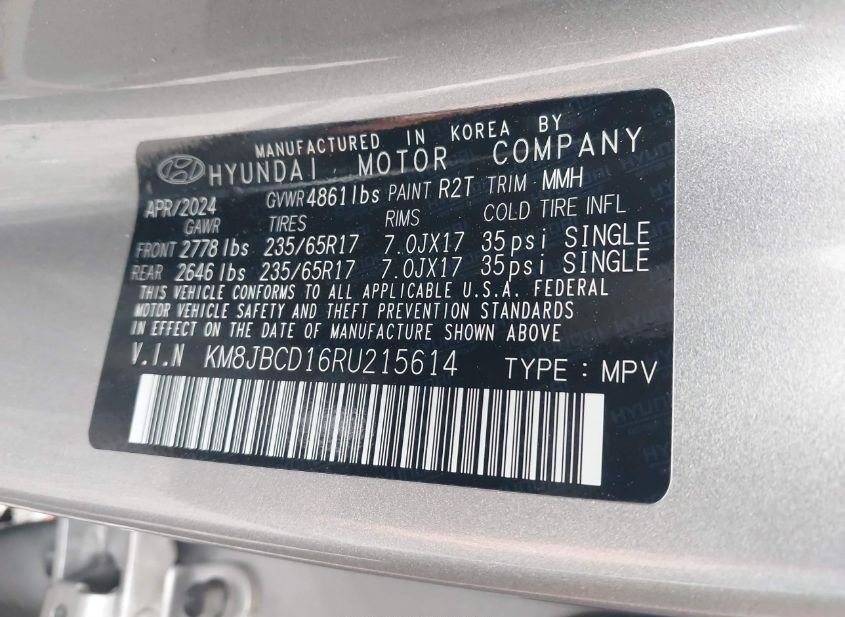 MANUFACTURED IN KOREA BY
HYUNDAI MOTOR COMPANY
APR/2024 GVWR 4861lbs PAINT R2T TRIM MMH
GAWR TIRES RIMS COLD TIRE INFL
FRONT 2778 lbs 235/65R17 7.0JX17 35psi SINGLE
REAR 2646 lbs 235/65R17 7.0JX17 35psi SINGLE
THIS VEHICLE CONFORMS TO ALL APPLICABLE U.S.A. FEDERAL
MOTOR VEHICLE SAFETY AND THEFT PREVENTION STANDARDS
IN EFFECT ON THE DATE OF MANUFACTURE SHOWN ABOVE
V.I.N KM8JBCD16RU215614 TYPE : MPV